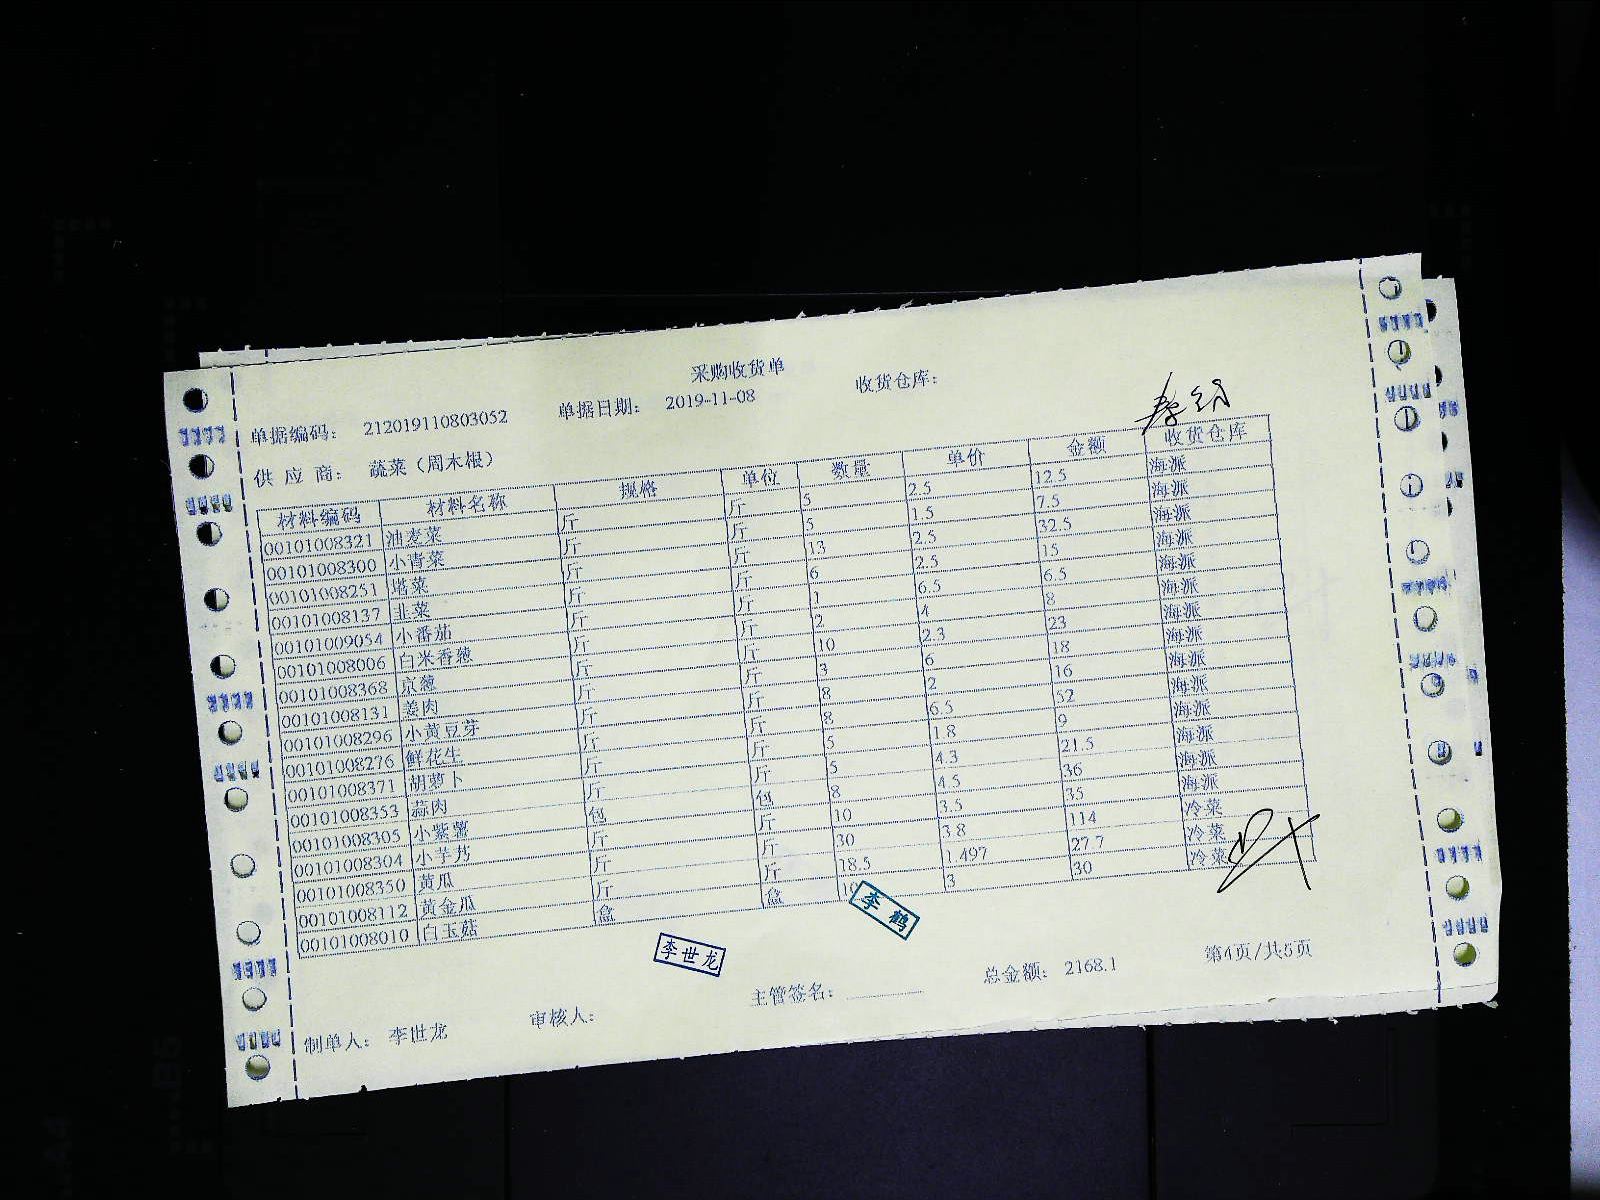 采购收货单
单据编码： 212019110803052 单据日期： 2019-11-08 收货仓库：
供 应 商： 蔬菜（周木根）
材料编码 材料名称 规格 单位 数量 单价 金额 收货仓库
00101008321 油麦菜 斤 斤 5 2.5 12.5 海派
00101008300 小青菜 斤 斤 5 1.5 7.5 海派
00101008251 塔菜 斤 斤 13 2.5 32.5 海派
00101008137 韭菜 斤 斤 6 2.5 15 海派
00101009054 小番茄 斤 斤 1 6.5 6.5 海派
00101008006 白米香葱 斤 斤 2 4 8 海派
00101008368 京葱 斤 斤 10 2.3 23 海派
00101008131 姜肉 斤 斤 3 6 18 海派
00101008296 小黄豆芽 斤 斤 8 2 16 海派
00101008276 鲜花生 斤 斤 8 6.5 52 海派
00101008371 胡萝卜 斤 斤 5 1.8 9 海派
00101008353 蒜肉 斤 斤 5 4.3 21.5 海派
00101008305 小紫薯 斤 包 8 4.5 36 海派
00101008304 小芋艿 包 斤 10 3.5 35 海派
00101008350 黄瓜 斤 斤 30 3.8 114 冷菜
00101008112 黄金瓜 斤 斤 18.5 1.497 27.7 冷菜
00101008010 白玉菇 盒 盒 10 3 30 冷菜
李鹤
李世龙
主管签名： 总金额： 2168.1 第4页/共5页
制单人： 李世龙 审核人：